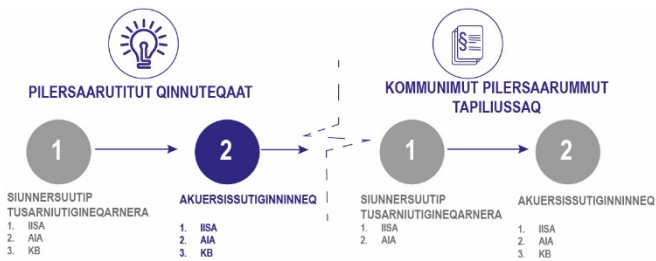 PILERSAARUTITUT QINNUTEQAAT
1
2
SIUNNERSUUTIP
TUSARNIUTIGINEQARNERA
1. IISA
2. AIA
3. KB
AKUERSISSUTIGINNINNEQ
1. IISA
2. AIA
3. KB
§
KOMMUNIMUT PILERSAARUMMUT
TAPILIUSSAQ
1
2
SIUNNERSUUTIP
TUSARNIUTIGINEQARNERA
1. IISA
2. AIA
AKUERSISSUTIGINNINNEQ
1. IISA
2. AIA
3. KB